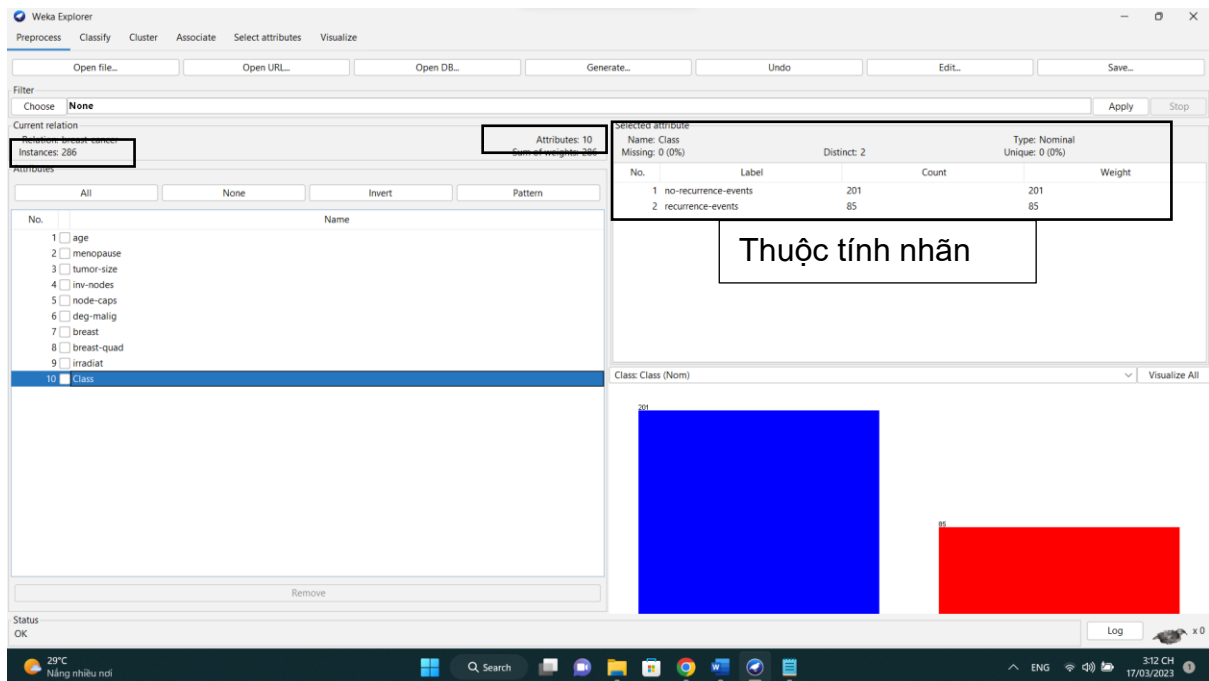 Weka Explorer
Preprocess Classify Cluster Associate Select attributes Visualize
Open file... Open URL... Open DB... Generate... Undo Edit... Save...
Filter
Choose None Apply Stop
Current relation
Relation: breast-cancer Attributes: 10
Instances: 286 Sum of weights: 286
Attributes
All None Invert Pattern
No. Name
1 age
2 menopause
3 tumor-size
4 inv-nodes
5 node-caps
6 deg-malig
7 breast
8 breast-quad
9 irradiat
10 Class
Remove
Selected attribute
Name: Class Type: Nominal
Missing: 0 (0%) Distinct: 2 Unique: 0 (0%)
No. Label Count Weight
1 no-recurrence-events 201 201
2 recurrence-events 85 85
Thuộc tính nhãn
Class: Class (Nom) Visualize All
201
85
Status
OK
Log x 0
29°C
Nắng nhiều nơi
Search
ENG
3:12 CH
17/03/2023
1